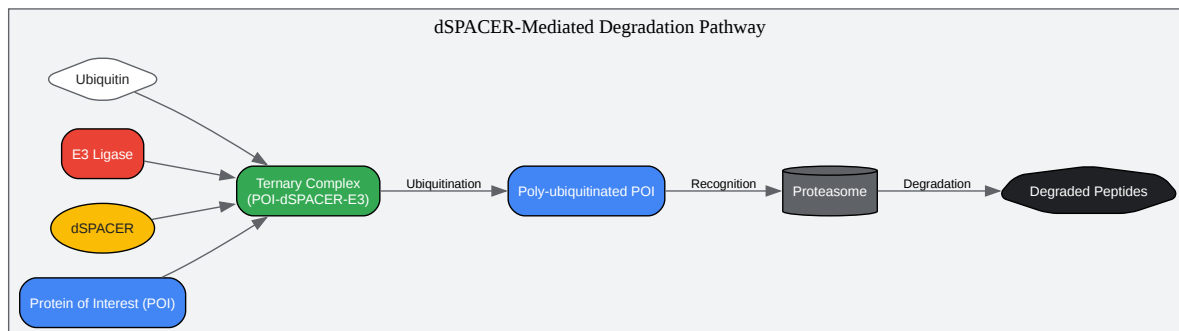 dSPACER-Mediated Degradation Pathway
Ubiquitin
E3 Ligase
dSPACER
Protein of Interest (POI)
Ternary Complex
(POI-dSPACER-E3)
Ubiquitination
Poly-ubiquitinated POI
Recognition
Proteasome
Degradation
Degraded Peptides